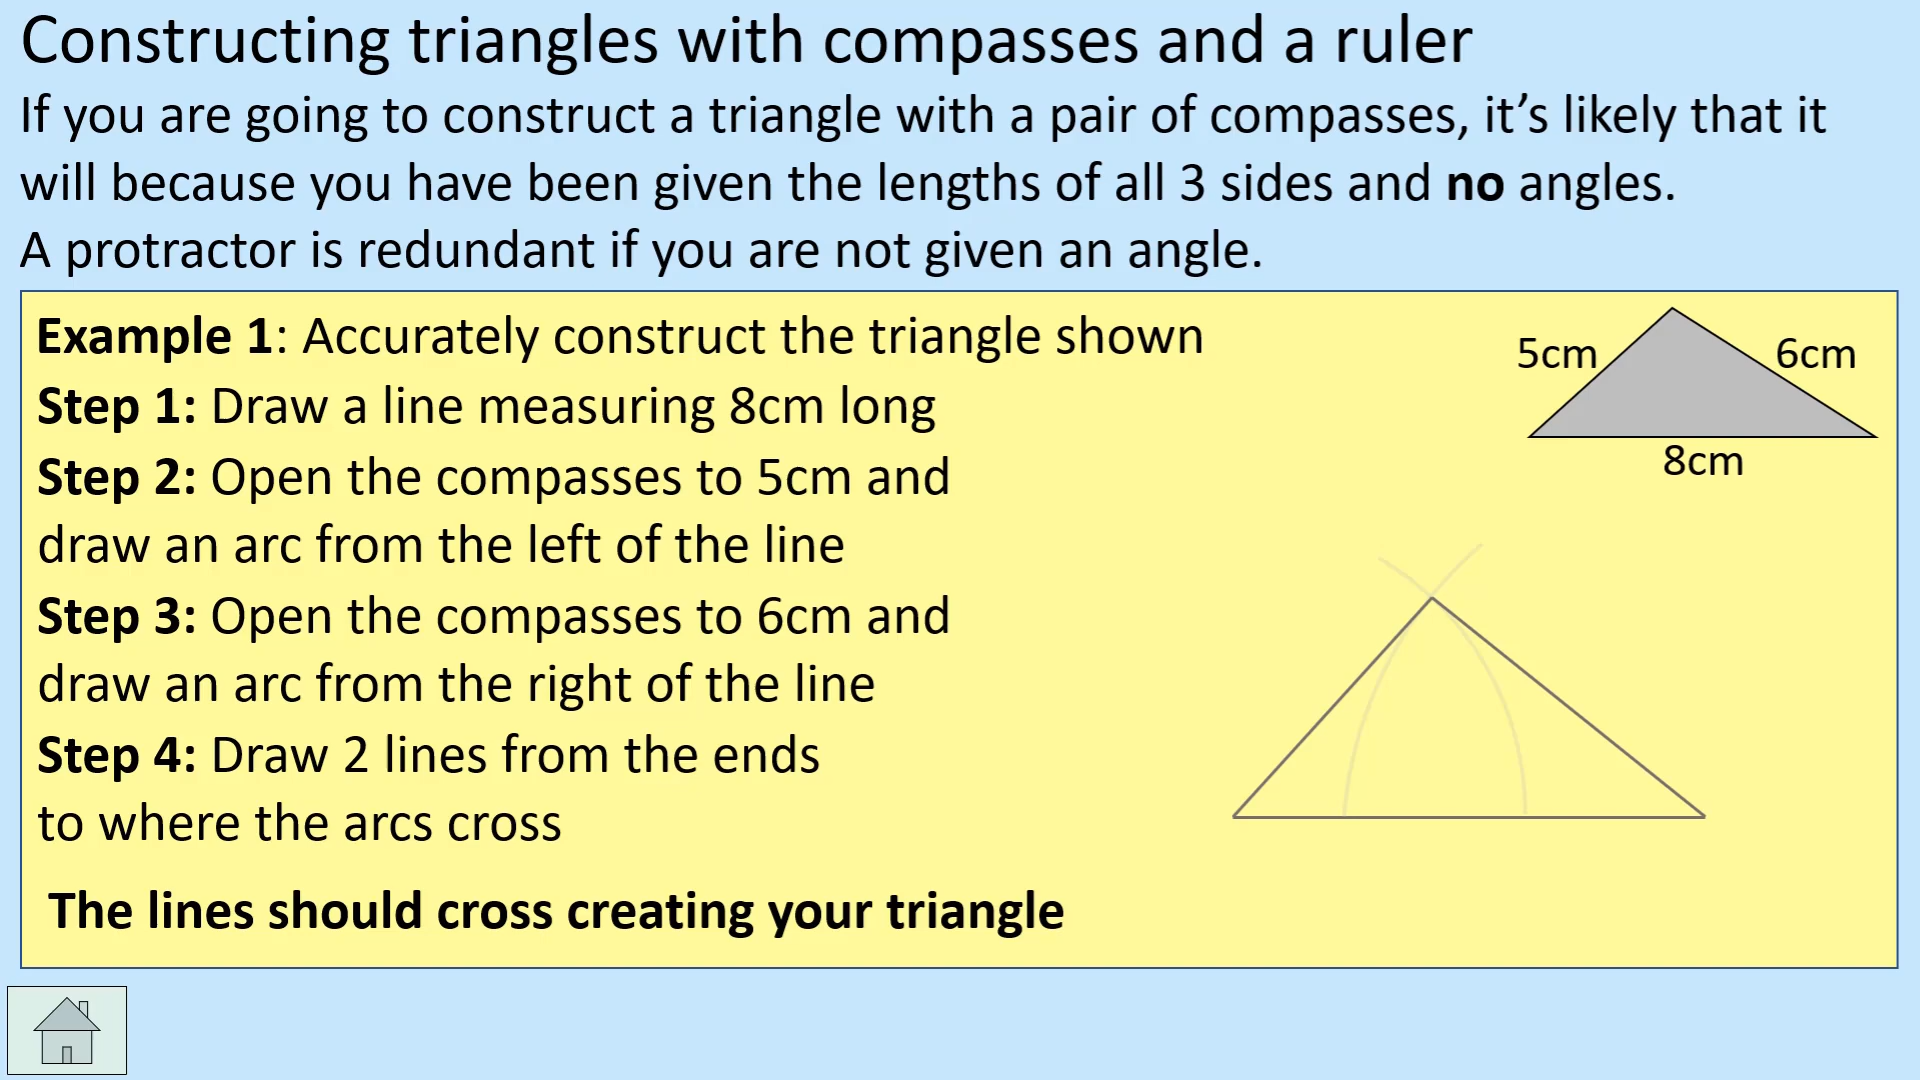 Constructing triangles with compasses and a ruler
If you are going to construct a triangle with a pair of compasses, it’s likely that it
will because you have been given the lengths of all 3 sides and no angles.
A protractor is redundant if you are not given an angle.
Example 1: Accurately construct the triangle shown
5cm
6cm
8cm
Step 1: Draw a line measuring 8cm long
Step 2: Open the compasses to 5cm and
draw an arc from the left of the line
Step 3: Open the compasses to 6cm and
draw an arc from the right of the line
Step 4: Draw 2 lines from the ends
to where the arcs cross
The lines should cross creating your triangle